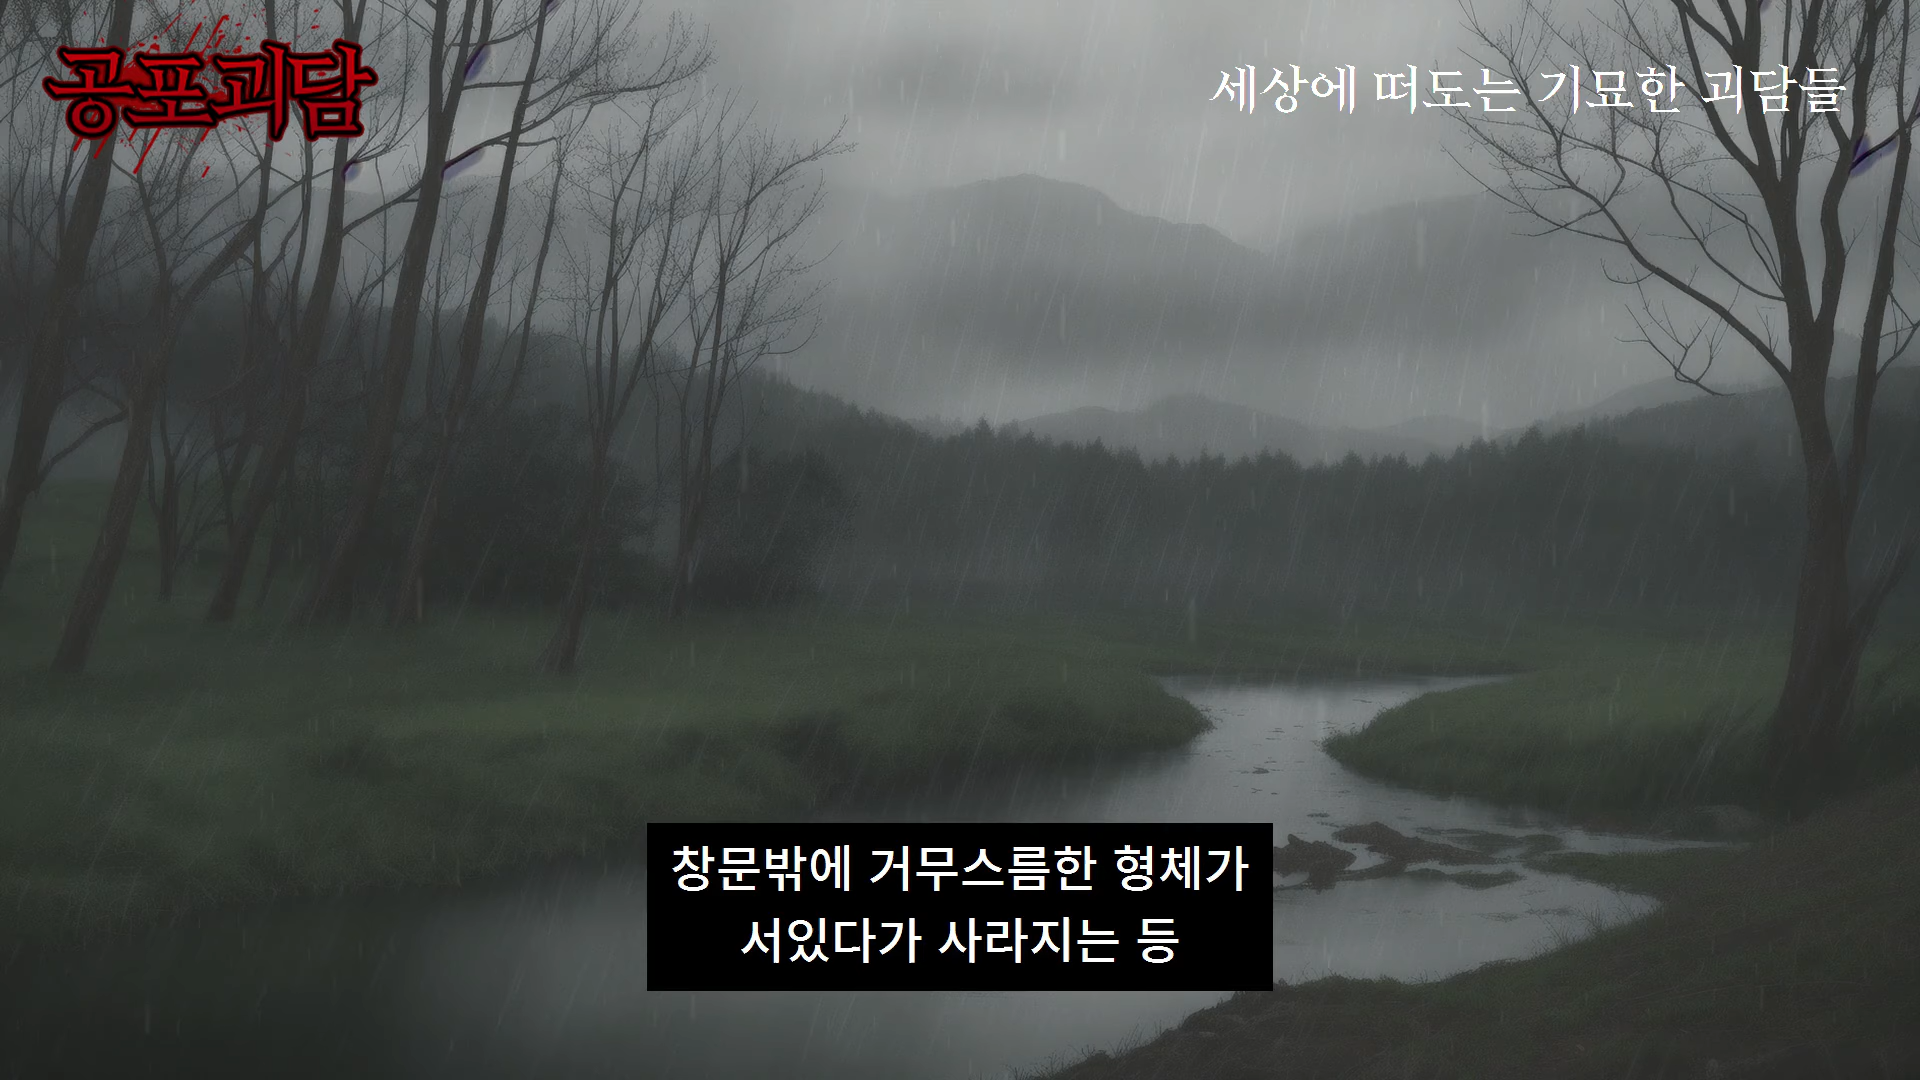 공포괴담
세상에 떠도는 기묘한 괴담들
창문밖에 거무스름한 형체가
서있다가 사라지는 등